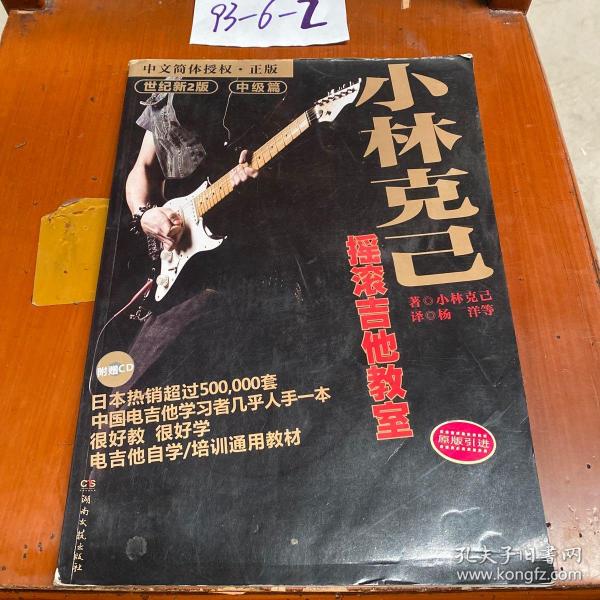 93-6-2
中文简体授权·正版
世纪新2版 中级篇
小林克己
摇滚吉他教室
著◎小林克己
译◎杨 洋等
附赠CD
日本热销超过500,000套
中国电吉他学习者几乎人手一本
很好教 很好学
电吉他自学/培训通用教材
原版引进
CS
湖南文艺出版社
孔夫子旧书网
www.kongfz.com